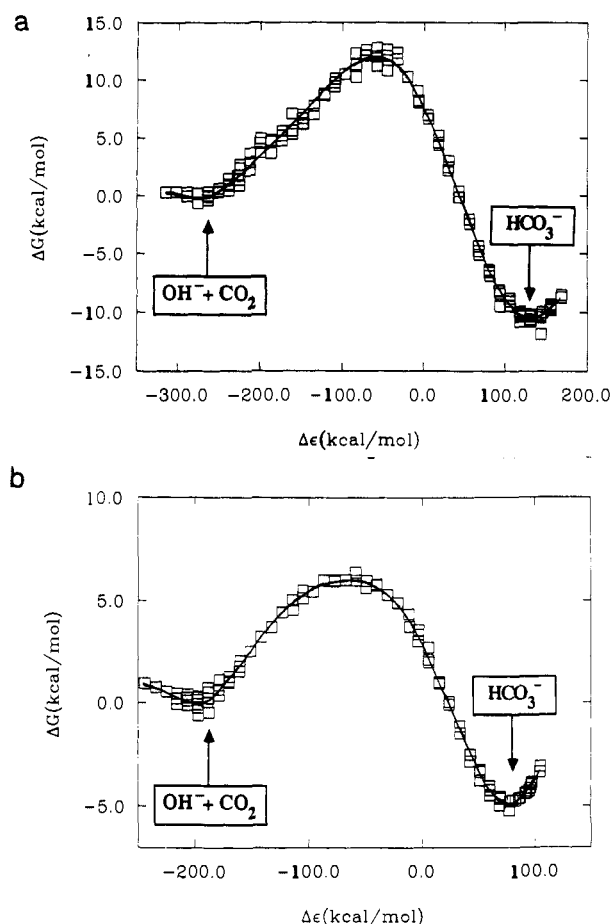 a
15.0
10.0
5.0
0.0
-5.0
-10.0
-15.0
ΔG(kcal/mol)
OH⁻ + CO₂
HCO₃⁻
-300.0 -200.0 -100.0 0.0 100.0 200.0
Δϵ(kcal/mol)
b
10.0
5.0
0.0
-5.0
ΔG(kcal/mol)
OH⁻ + CO₂
HCO₃⁻
-200.0 -100.0 0.0 100.0
Δϵ(kcal/mol)